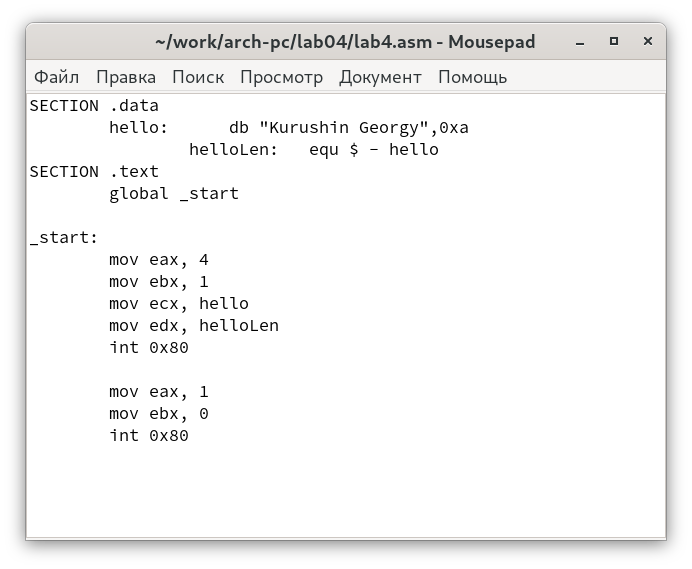 ~/work/arch-pc/lab04/lab4.asm - Mousepad
Файл Правка Поиск Просмотр Документ Помощь
SECTION .data
hello: db "Kurushin Georgy",0xa
helloLen: equ $ - hello
SECTION .text
global _start
_start:
mov eax, 4
mov ebx, 1
mov ecx, hello
mov edx, helloLen
int 0x80
mov eax, 1
mov ebx, 0
int 0x80